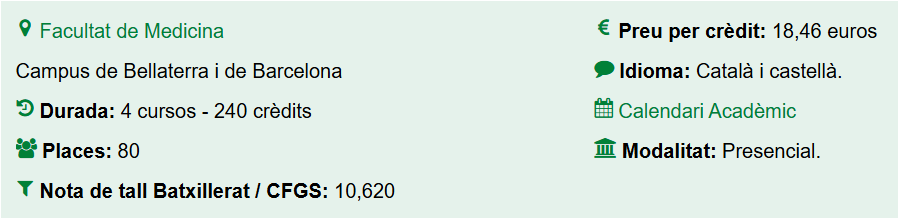 Facultat de Medicina
Campus de Bellaterra i de Barcelona
Durada: 4 cursos - 240 crèdits
Places: 80
Nota de tall Batxillerat / CFGS: 10,620
Preu per crèdit: 18,46 euros
Idioma: Català i castellà.
Calendari Acadèmic
Modalitat: Presencial.